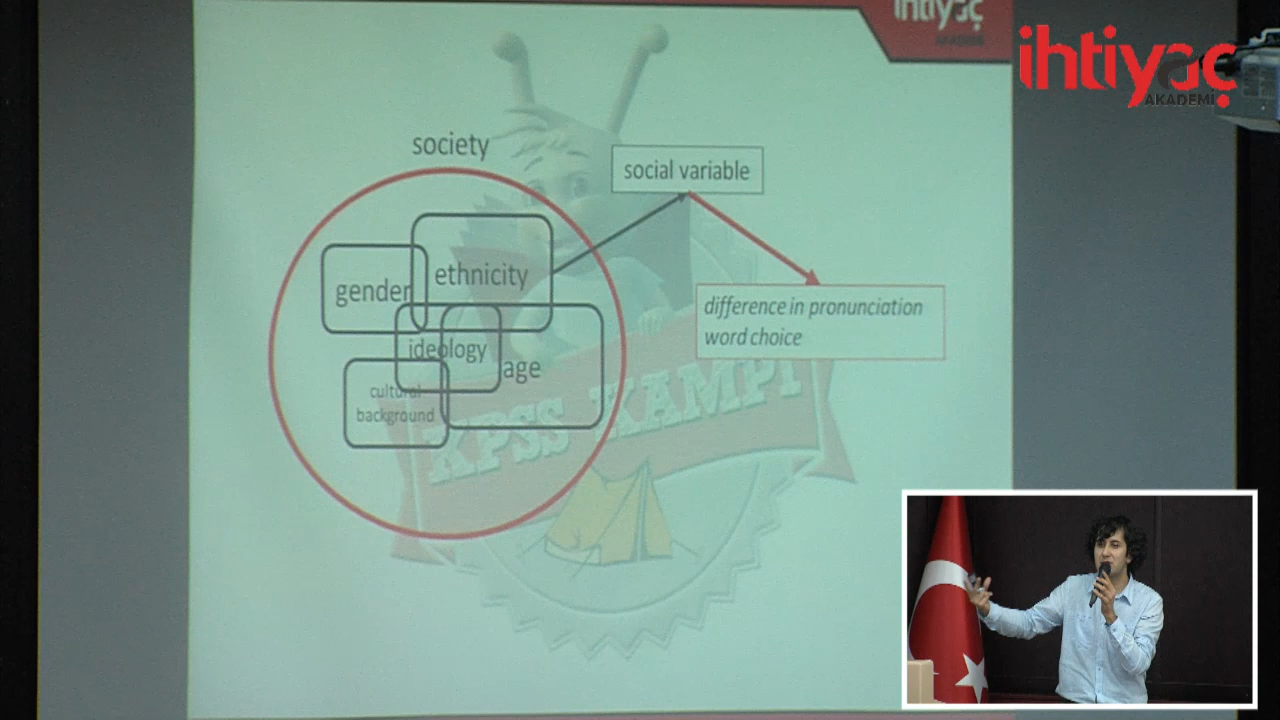 ihtiyaç
AKADEMİ
ihtiyaç
AKADEMİ
society
social variable
gender
ethnicity
ideology
age
cultural
background
difference in pronunciation
word choice
KPSS KAMPI